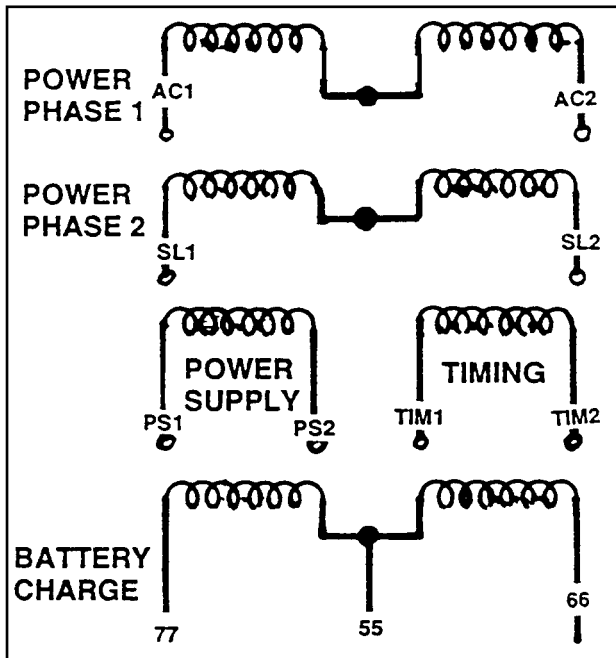 POWER
PHASE 1
AC1
AC2
POWER
PHASE 2
SL1
SL2
POWER
SUPPLY
PS1
PS2
TIMING
TIM1
TIM2
BATTERY
CHARGE
77
55
66